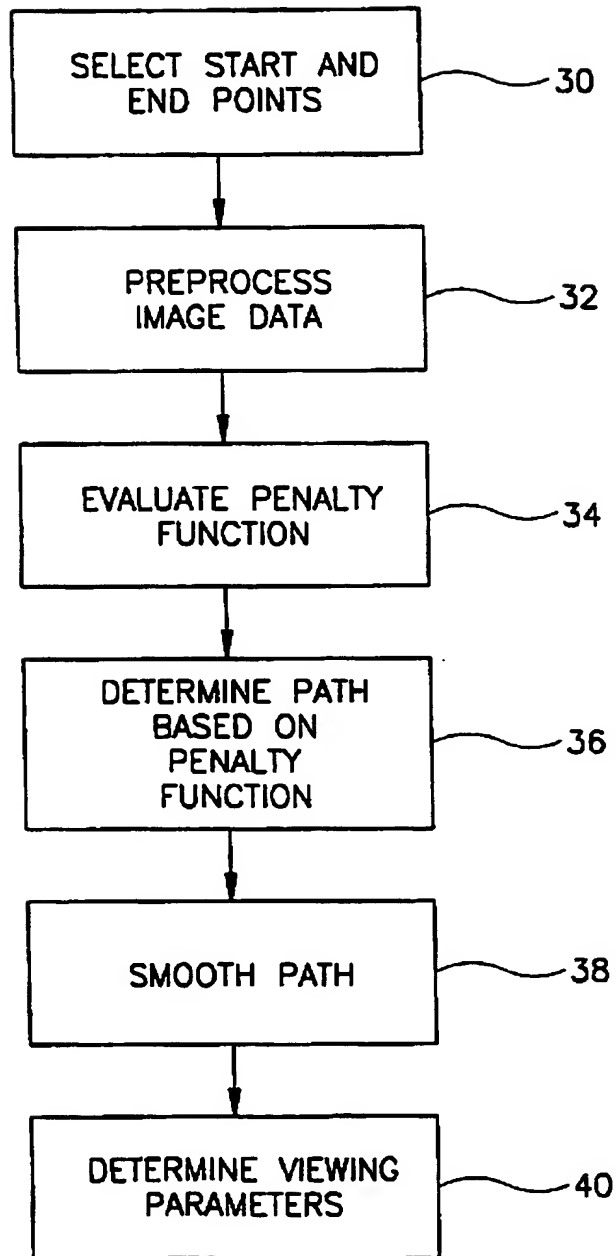 SELECT START AND
END POINTS
30
PREPROCESS
IMAGE DATA
32
EVALUATE PENALTY
FUNCTION
34
DETERMINE PATH
BASED ON
PENALTY
FUNCTION
36
SMOOTH PATH
38
DETERMINE VIEWING
PARAMETERS
40